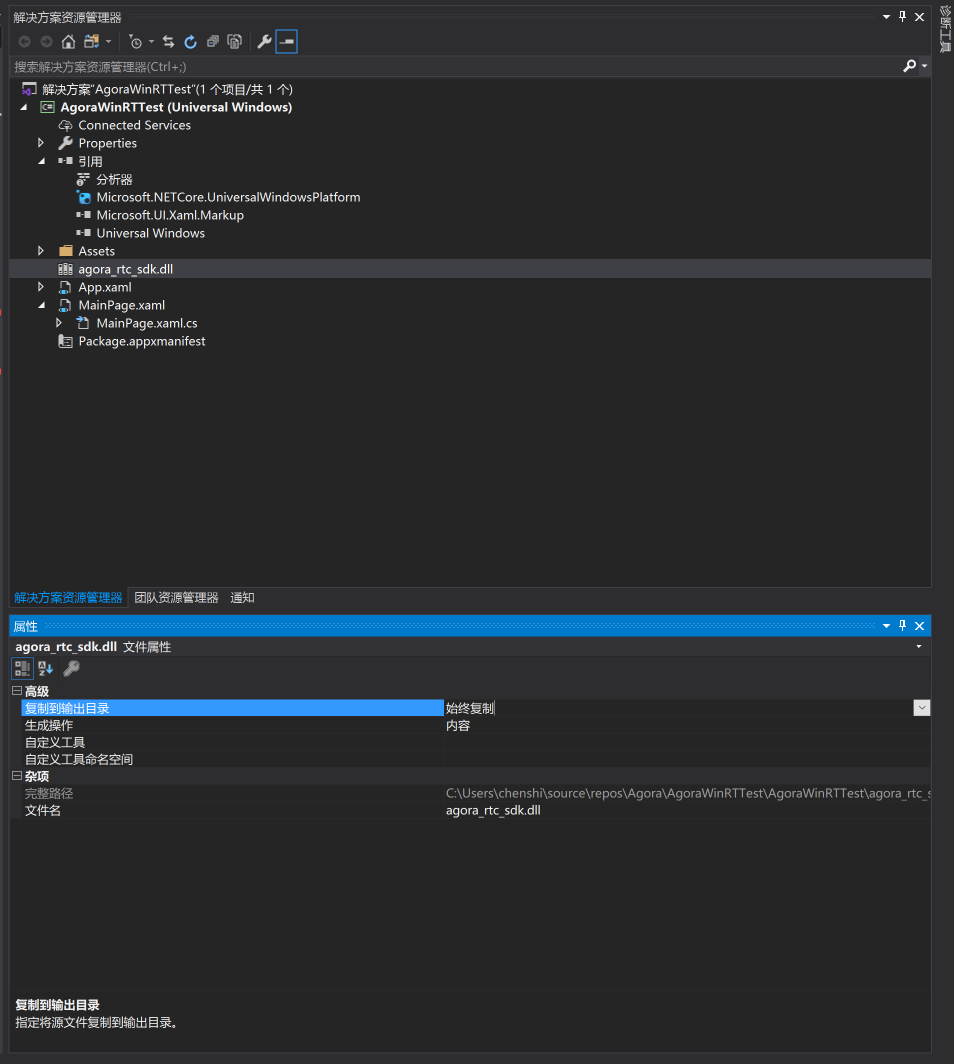 解决方案资源管理器
诊断工具
搜索解决方案资源管理器(Ctrl+;)
解决方案"AgoraWinRTTest"(1 个项目/共 1 个)
AgoraWinRTTest (Universal Windows)
Connected Services
Properties
引用
分析器
Microsoft.NETCore.UniversalWindowsPlatform
Microsoft.UI.Xaml.Markup
Universal Windows
Assets
agora_rtc_sdk.dll
App.xaml
MainPage.xaml
MainPage.xaml.cs
Package.appxmanifest
解决方案资源管理器 团队资源管理器 通知
属性
agora_rtc_sdk.dll 文件属性
高级
复制到输出目录 始终复制
生成操作 内容
自定义工具
自定义工具命名空间
杂项
完整路径 C:\Users\chenshi\source\repos\Agora\AgoraWinRTTest\AgoraWinRTTest\agora_rtc_s
文件名 agora_rtc_sdk.dll
复制到输出目录
指定将源文件复制到输出目录。